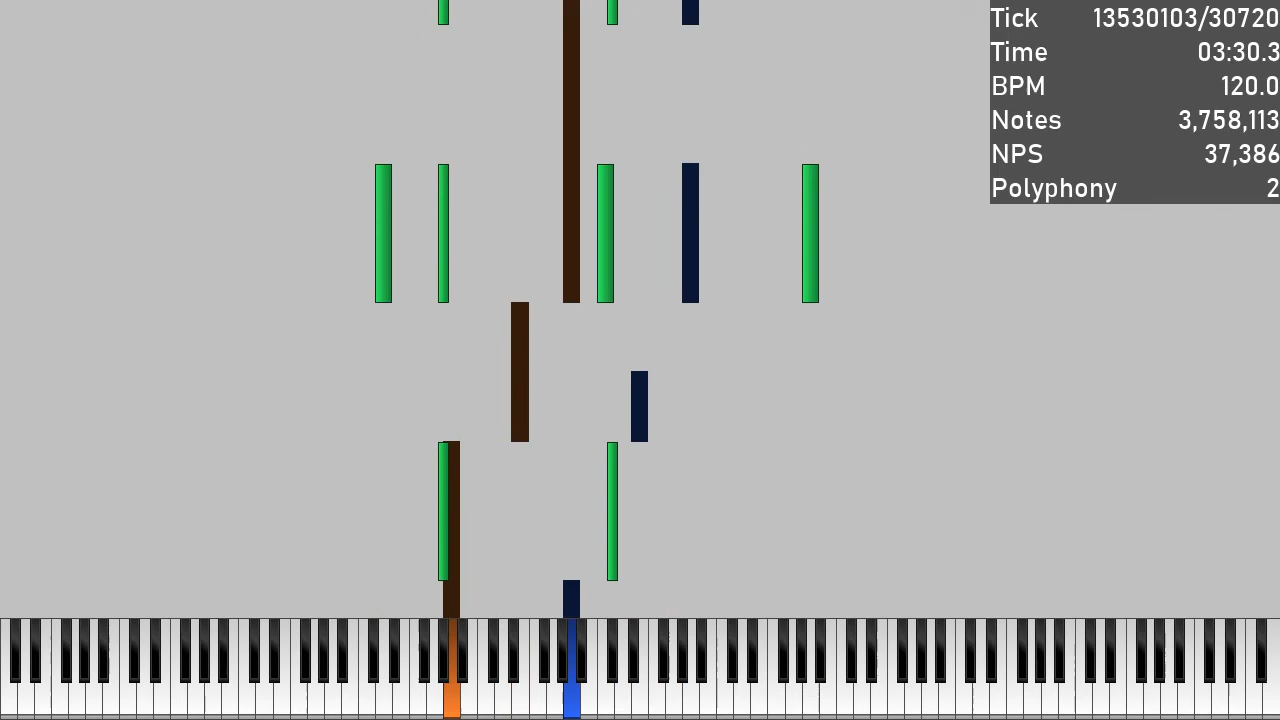 Tick 13530103/30720
Time 03:30.3
BPM 120.0
Notes 3,758,113
NPS 37,386
Polyphony 2